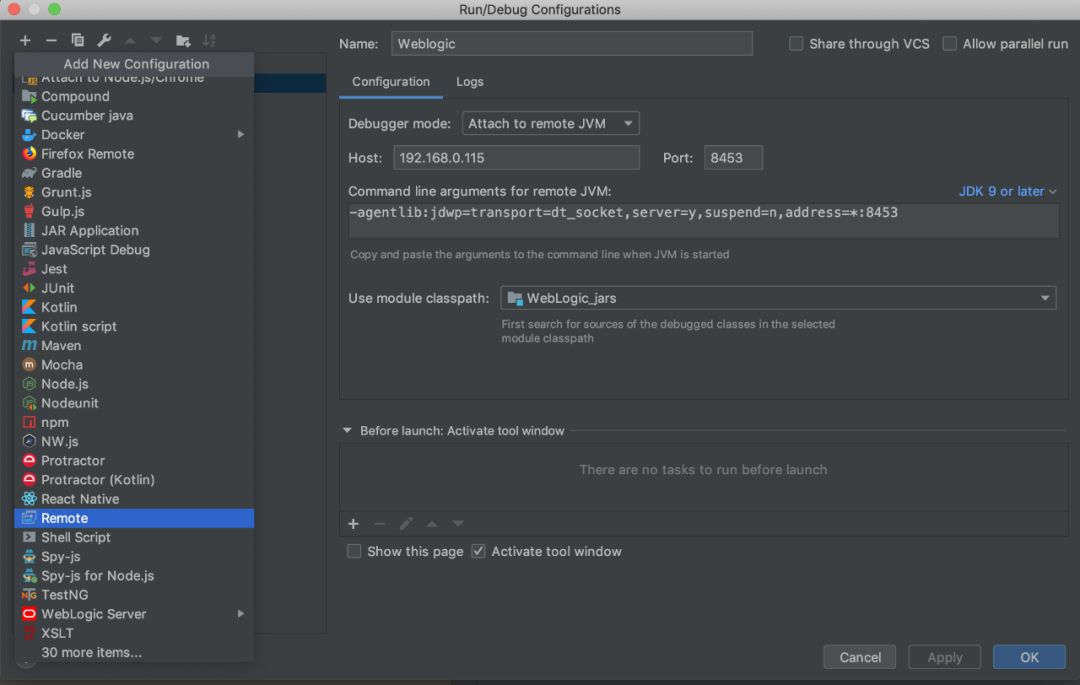 Run/Debug Configurations
Add New Configuration
Attach to Node.js/Chrome
Compound
Cucumber java
Docker
Firefox Remote
Gradle
Grunt.js
Gulp.js
JAR Application
JavaScript Debug
Jest
JUnit
Kotlin
Kotlin script
Maven
Mocha
Node.js
Nodeunit
npm
NW.js
Protractor
Protractor (Kotlin)
React Native
Remote
Shell Script
Spy-js
Spy-js for Node.js
TestNG
WebLogic Server
XSLT
30 more items...
Name: Weblogic Share through VCS Allow parallel run
Configuration Logs
Debugger mode: Attach to remote JVM
Host: 192.168.0.115 Port: 8453
Command line arguments for remote JVM: JDK 9 or later
-agentlib:jdwp=transport=dt_socket,server=y,suspend=n,address=*:8453
Copy and paste the arguments to the command line when JVM is started
Use module classpath: WebLogic_jars
First search for sources of the debugged classes in the selected
module classpath
Before launch: Activate tool window
There are no tasks to run before launch
Show this page Activate tool window
Cancel Apply OK